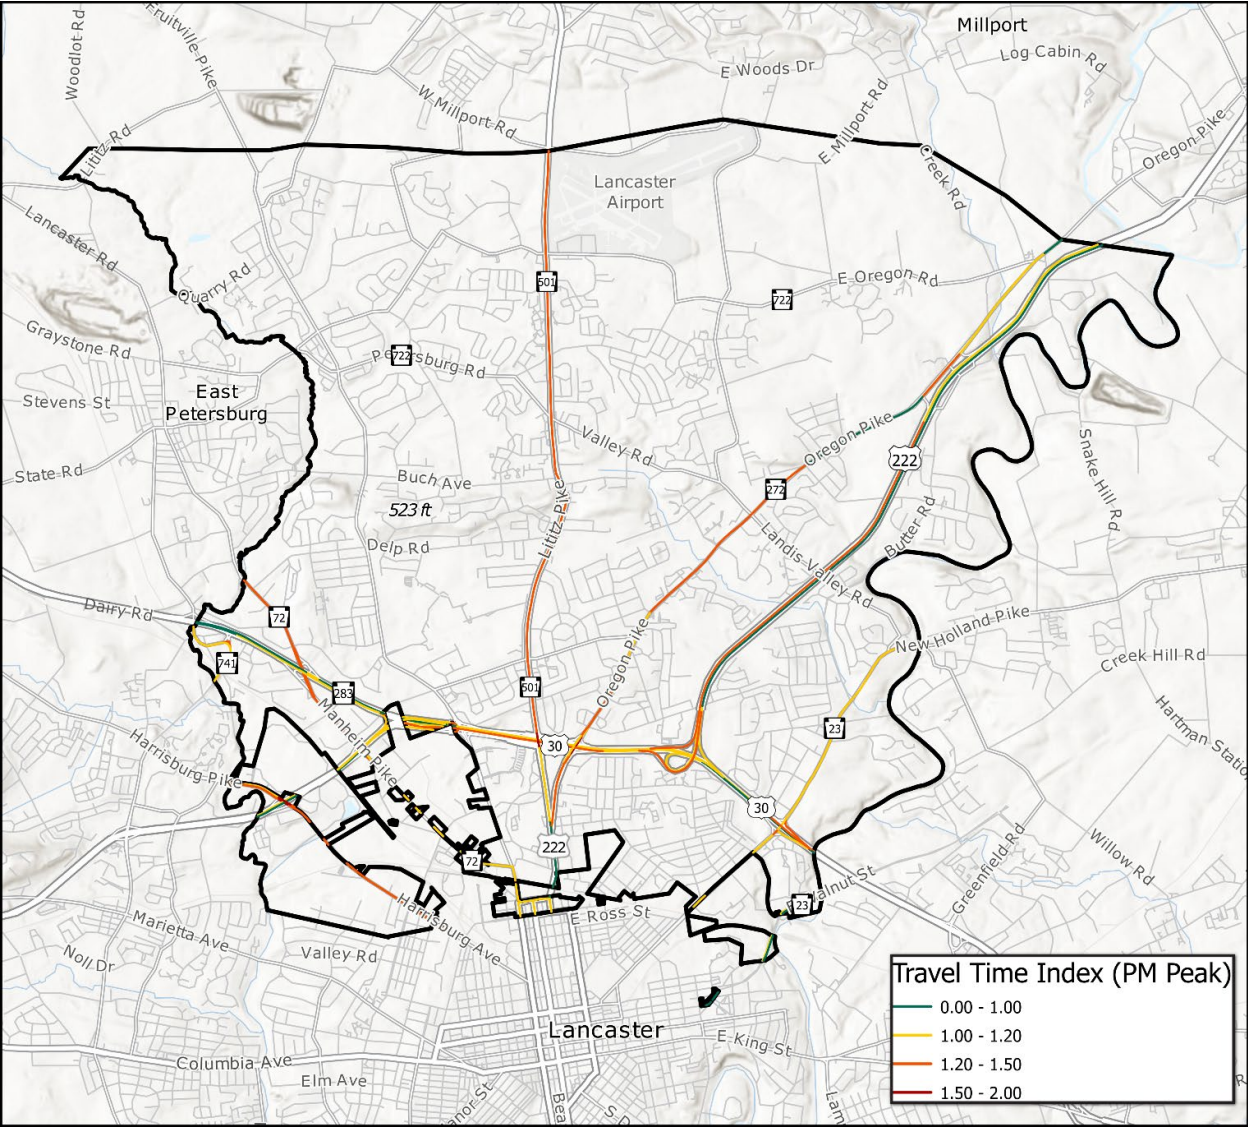 Millport
Woodlot Rd
Fruitville Pike
Log Cabin Rd
E Woods Dr
W Millport Rd
E Millport Rd
Oregon Pike
Lititz Rd
Creek Rd
Lancaster
Airport
Lancaster Rd
Quarry Rd
E Oregon Rd
501
722
Graystone Rd
722
Petersburg Rd
East
Petersburg
Stevens St
Valley Rd
Oregon Pike
222
State Rd
Buch Ave
272
Snake Hill Rd
523 ft
Lititz Pike
Butter Rd
Delp Rd
Landis Valley Rd
Dairy Rd
72
New Holland Pike
Oregon Pike
741
Creek Hill Rd
283
501
Manheim Pike
23
Harrisburg Pike
30
Hartman Statio
30
222
72
Willow Rd
Greenfield Rd
Walnut St
23
E Ross St
Harrisburg Ave
Marietta Ave
Valley Rd
Noll Dr
Lancaster
E King St
Columbia Ave
Elm Ave
anor St
Bea
S D
Lam
R
Travel Time Index (PM Peak)
0.00 - 1.00
1.00 - 1.20
1.20 - 1.50
1.50 - 2.00